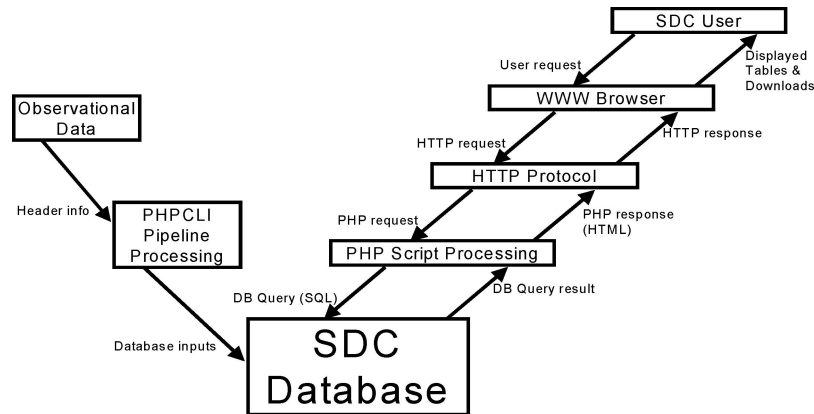 SDC User
User request
Displayed
Tables &
Downloads
WWW Browser
Observational
Data
HTTP request
HTTP response
HTTP Protocol
Header info
PHPCLI
Pipeline
Processing
PHP request
PHP response
(HTML)
PHP Script Processing
DB Query (SQL)
DB Query result
Database inputs
SDC
Database